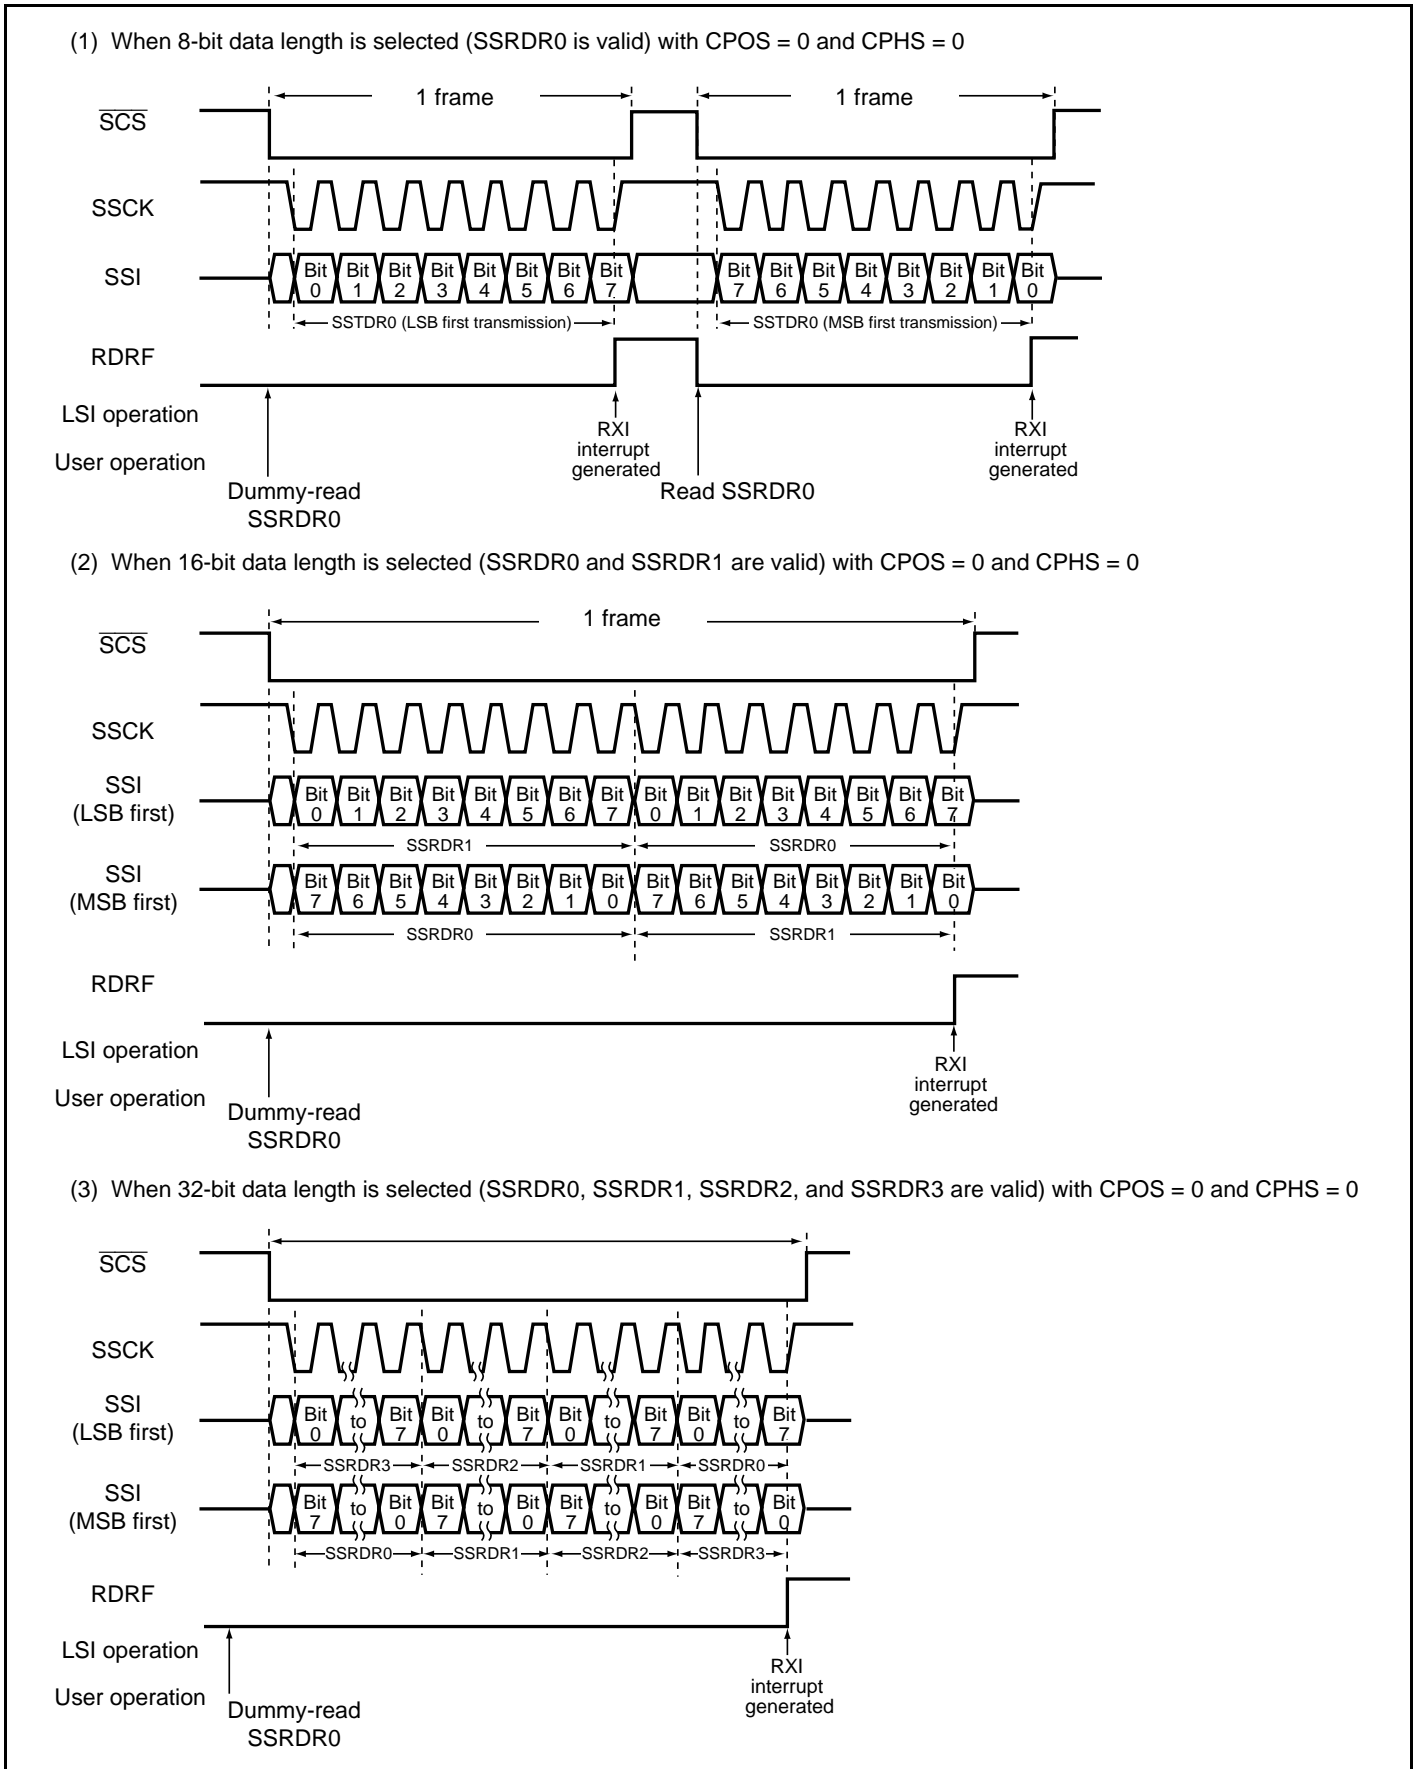 (1) When 8-bit data length is selected (SSRDR0 is valid) with CPOS = 0 and CPHS = 0
1 frame 1 frame
SCS
SSCK
SSI Bit 0 Bit 1 Bit 2 Bit 3 Bit 4 Bit 5 Bit 6 Bit 7 Bit 7 Bit 6 Bit 5 Bit 4 Bit 3 Bit 2 Bit 1 Bit 0
SSTDR0 (LSB first transmission) SSTDR0 (MSB first transmission)
RDRF
LSI operation
RXI interrupt generated RXI interrupt generated
User operation
Dummy-read SSRDR0 Read SSRDR0
(2) When 16-bit data length is selected (SSRDR0 and SSRDR1 are valid) with CPOS = 0 and CPHS = 0
1 frame
SCS
SSCK
SSI (LSB first) Bit 0 Bit 1 Bit 2 Bit 3 Bit 4 Bit 5 Bit 6 Bit 7 Bit 0 Bit 1 Bit 2 Bit 3 Bit 4 Bit 5 Bit 6 Bit 7
SSRDR1 SSRDR0
SSI (MSB first) Bit 7 Bit 6 Bit 5 Bit 4 Bit 3 Bit 2 Bit 1 Bit 0 Bit 7 Bit 6 Bit 5 Bit 4 Bit 3 Bit 2 Bit 1 Bit 0
SSRDR0 SSRDR1
RDRF
LSI operation
RXI interrupt generated
User operation
Dummy-read SSRDR0
(3) When 32-bit data length is selected (SSRDR0, SSRDR1, SSRDR2, and SSRDR3 are valid) with CPOS = 0 and CPHS = 0
SCS
SSCK
SSI (LSB first) Bit 0 to Bit 7 Bit 0 to Bit 7 Bit 0 to Bit 7 Bit 0 to Bit 7
SSRDR3 SSRDR2 SSRDR1 SSRDR0
SSI (MSB first) Bit 7 to Bit 0 Bit 7 to Bit 0 Bit 7 to Bit 0 Bit 7 to Bit 0
SSRDR0 SSRDR1 SSRDR2 SSRDR3
RDRF
LSI operation
RXI interrupt generated
User operation
Dummy-read SSRDR0